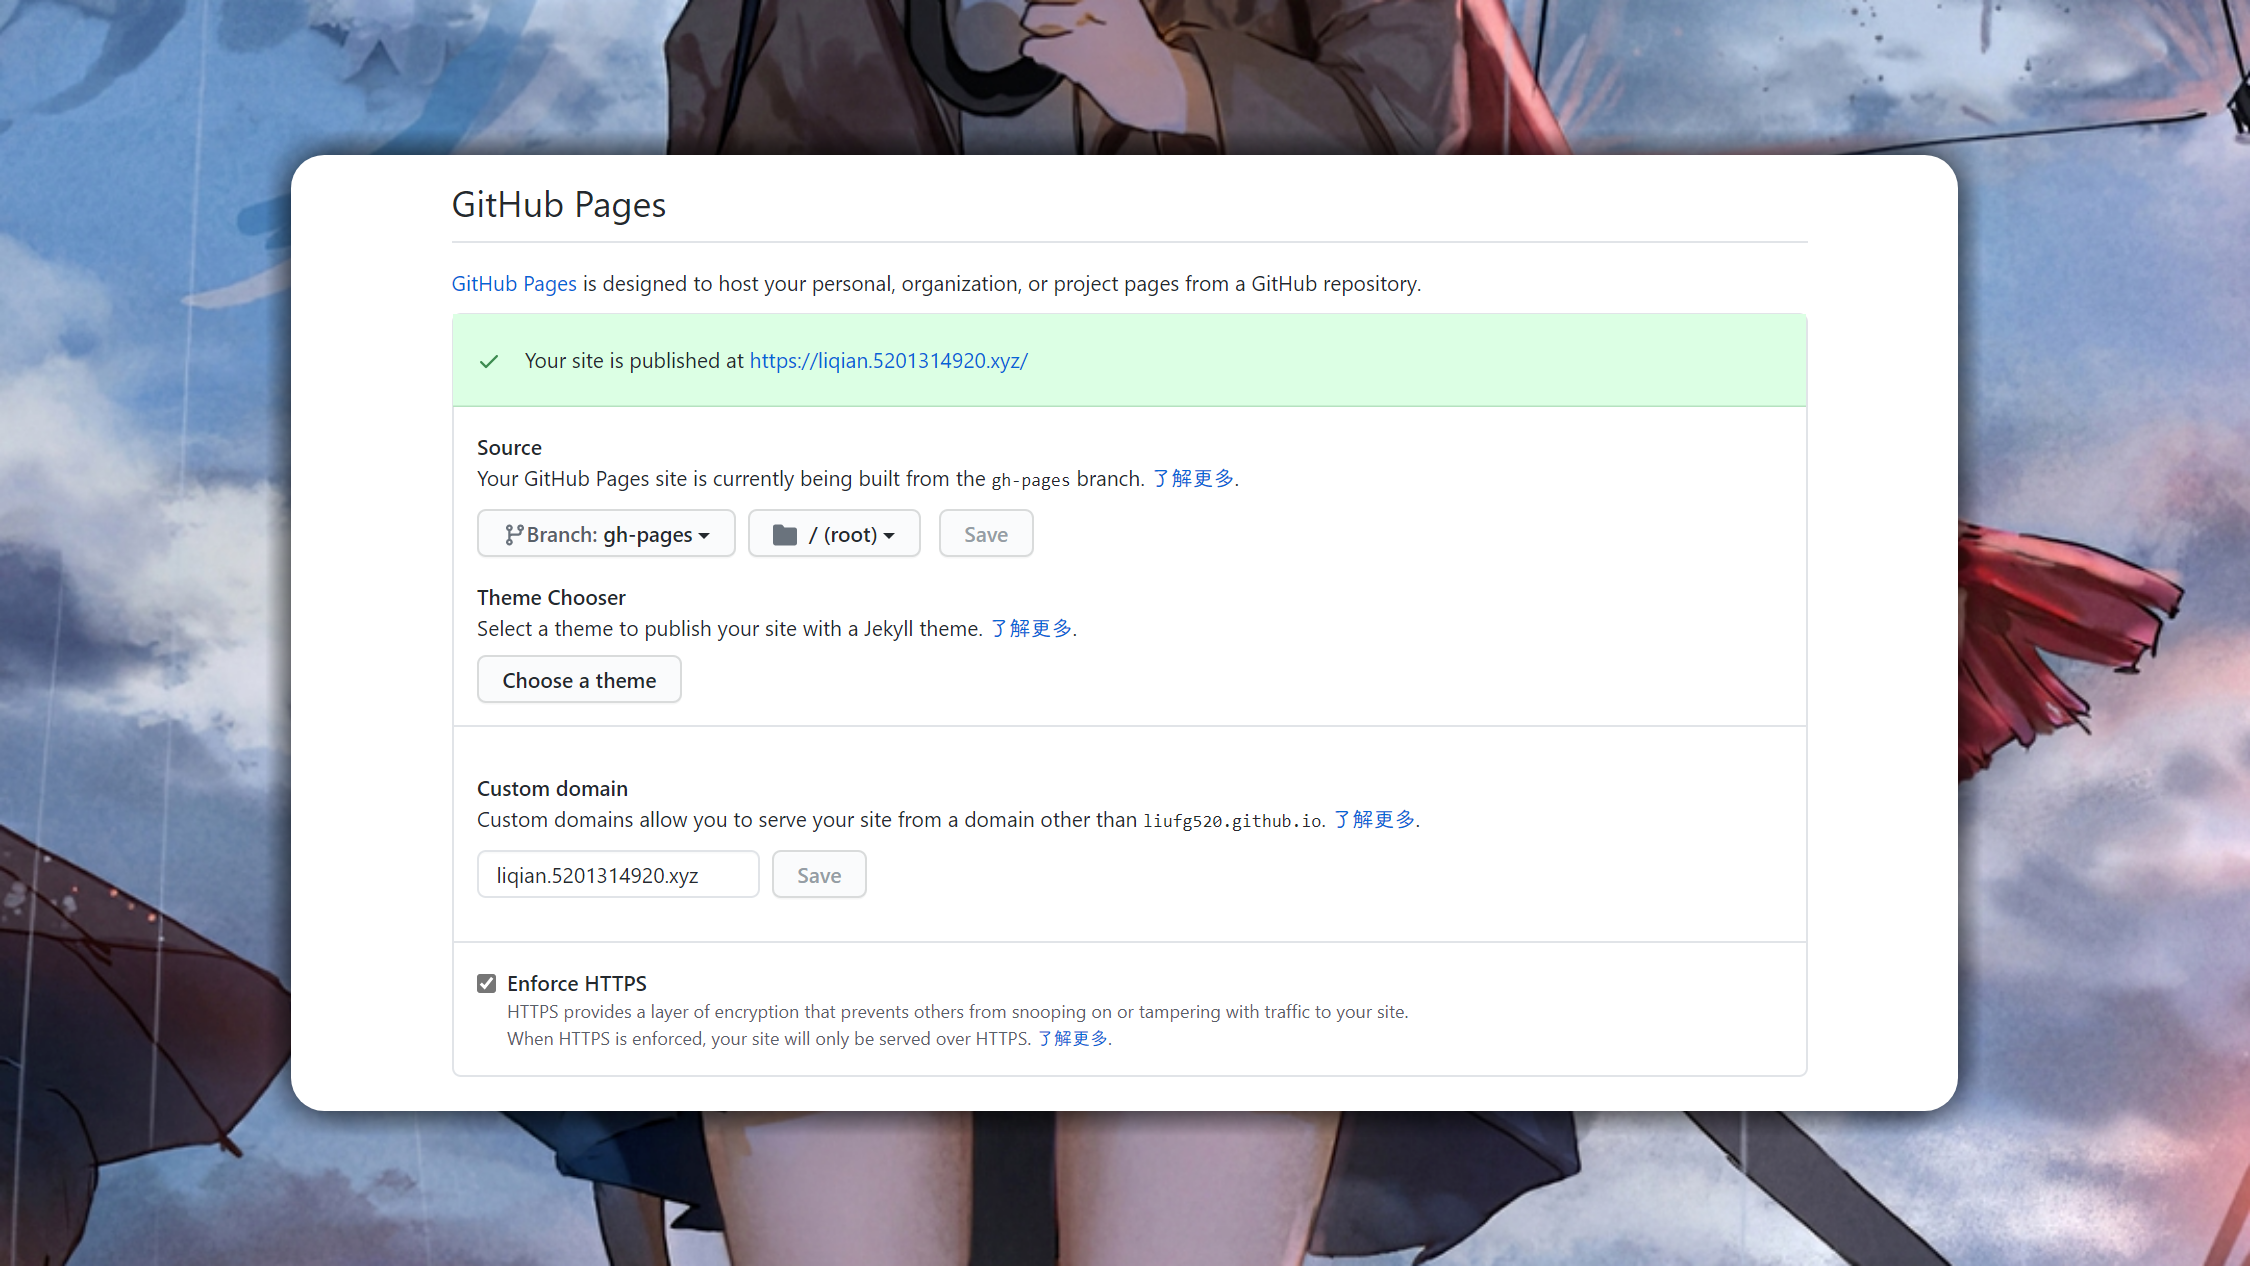 GitHub Pages
GitHub Pages is designed to host your personal, organization, or project pages from a GitHub repository.
Your site is published at https://liqian.5201314920.xyz/
Source
Your GitHub Pages site is currently being built from the gh-pages branch. 了解更多.
Branch: gh-pages
/ (root)
Save
Theme Chooser
Select a theme to publish your site with a Jekyll theme. 了解更多.
Choose a theme
Custom domain
Custom domains allow you to serve your site from a domain other than liufg520.github.io. 了解更多.
liqian.5201314920.xyz
Save
Enforce HTTPS
HTTPS provides a layer of encryption that prevents others from snooping on or tampering with traffic to your site.
When HTTPS is enforced, your site will only be served over HTTPS. 了解更多.